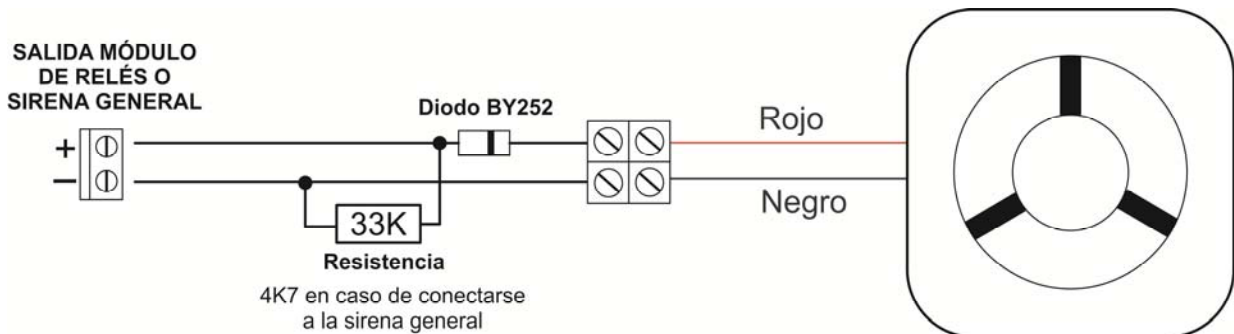 SALIDA MÓDULO
DE RELÉS O
SIRENA GENERAL
+
−
Diodo BY252
33K
Resistencia
4K7 en caso de conectarse
a la sirena general
Rojo
Negro